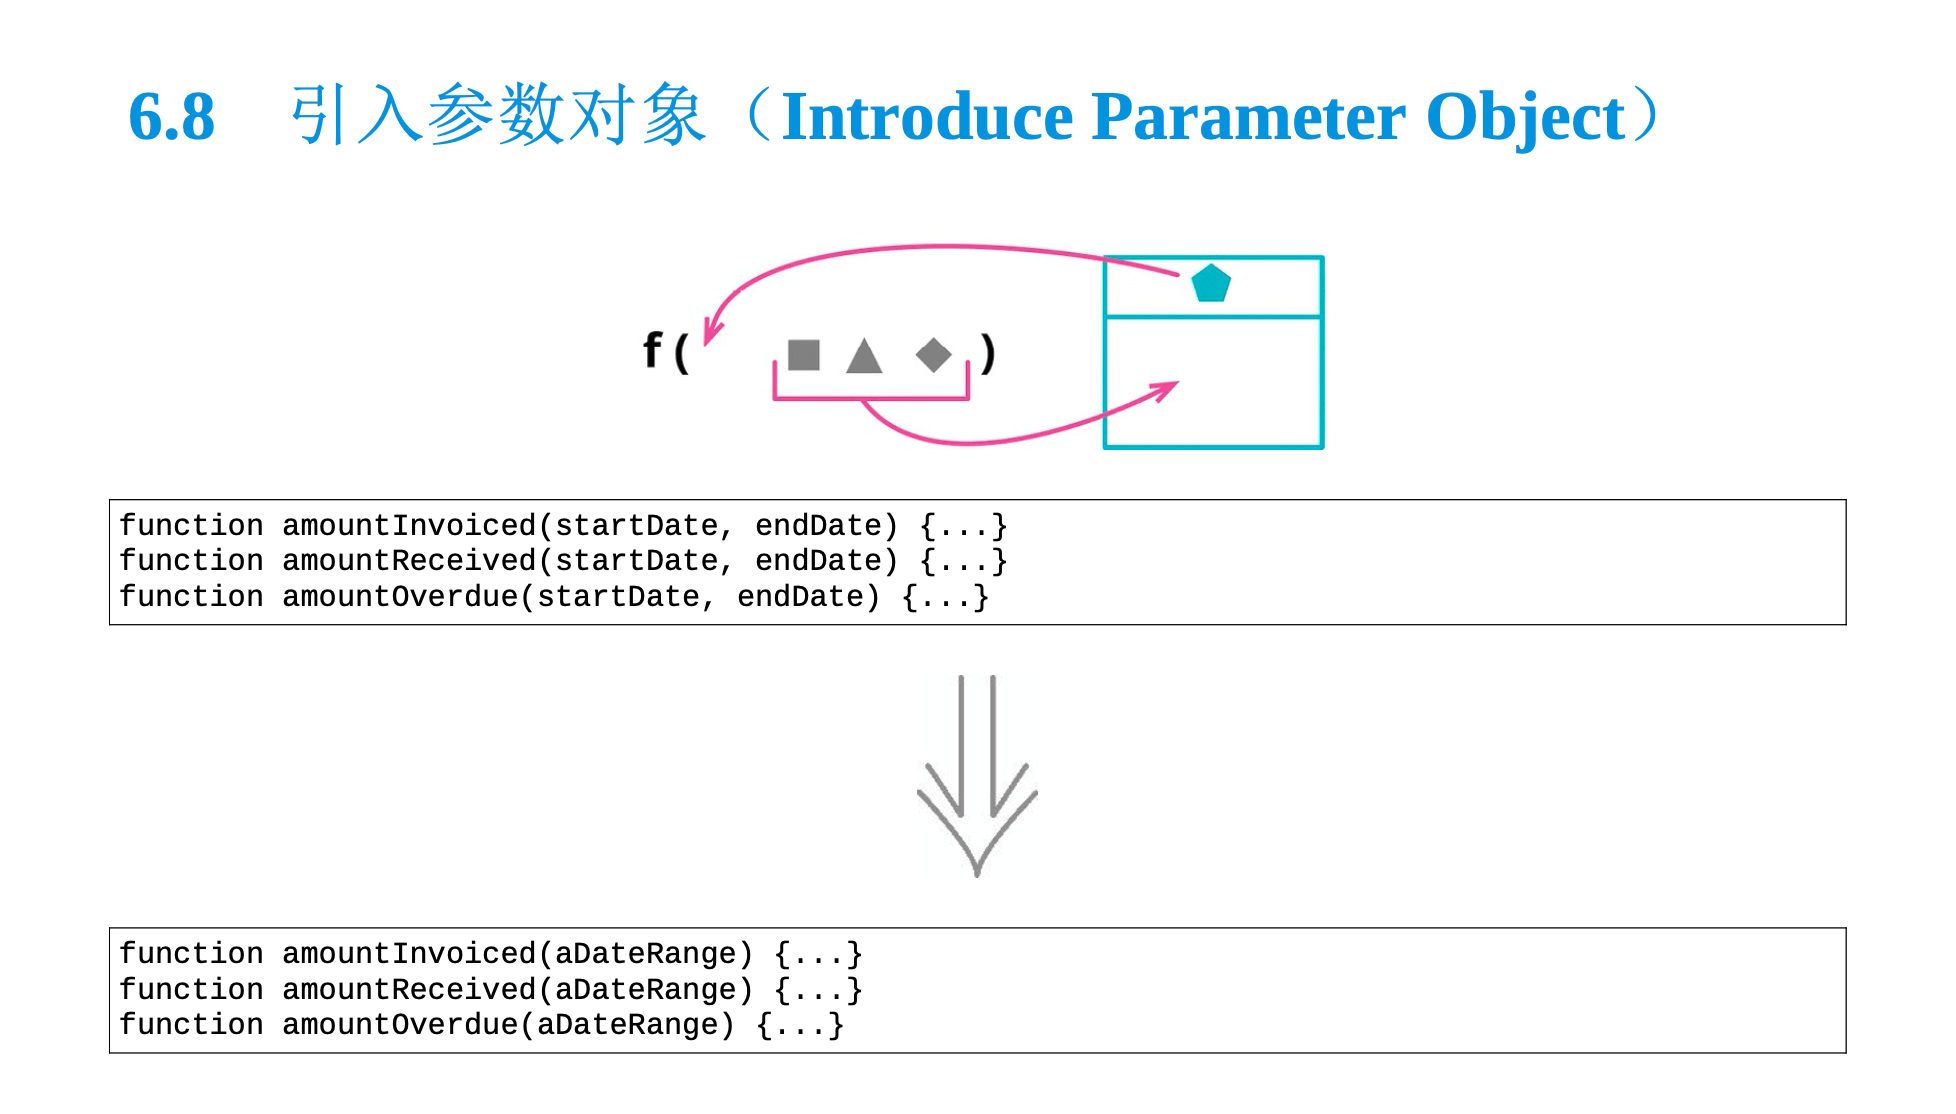 6.8 引入参数对象（Introduce Parameter Object）
f( )
function amountInvoiced(startDate, endDate) {...}
function amountReceived(startDate, endDate) {...}
function amountOverdue(startDate, endDate) {...}
function amountInvoiced(aDateRange) {...}
function amountReceived(aDateRange) {...}
function amountOverdue(aDateRange) {...}